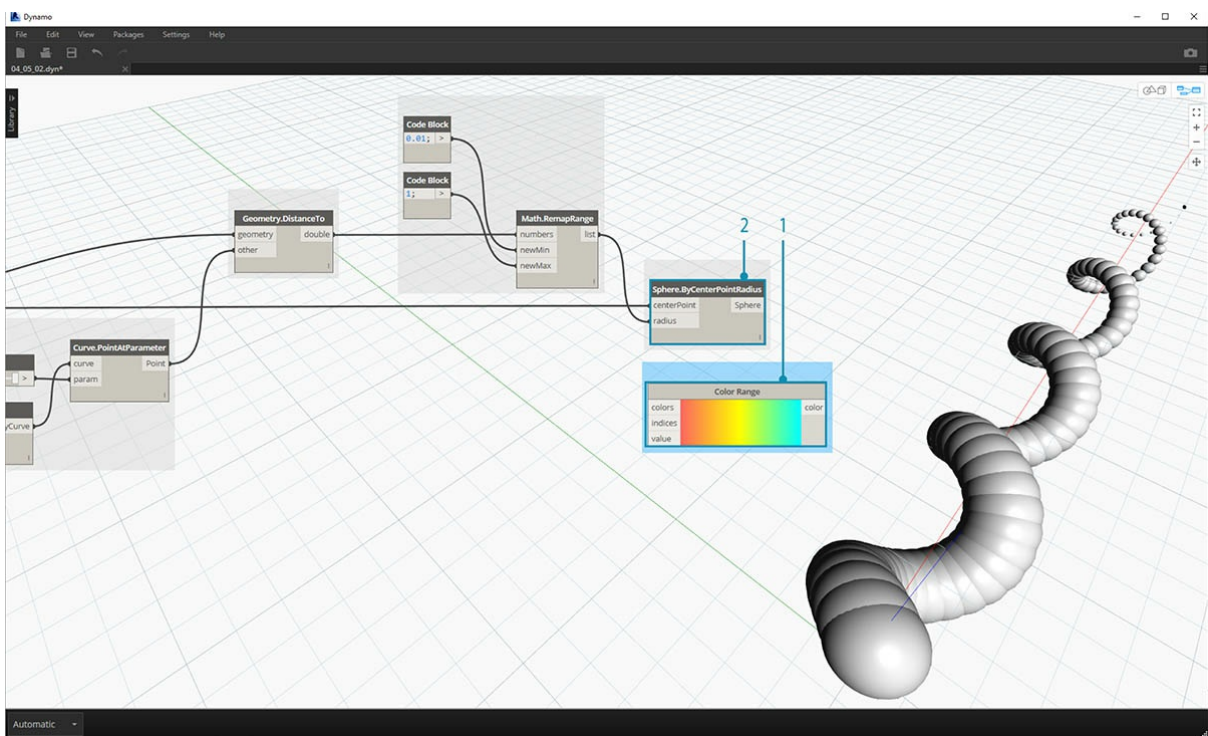 Dynamo
File Edit View Packages Settings Help
04_05_02.dyn*
Library
Code Block
0.01; >
Code Block
1; >
Geometry.DistanceTo
geometry double
other
Math.RemapRange
numbers list
newMin
newMax
2 1
Sphere.ByCenterPointRadius
centerPoint Sphere
radius
Curve.PointAtParameter
curve Point
param
>
yCurve
Color Range
colors color
indices
value
Automatic